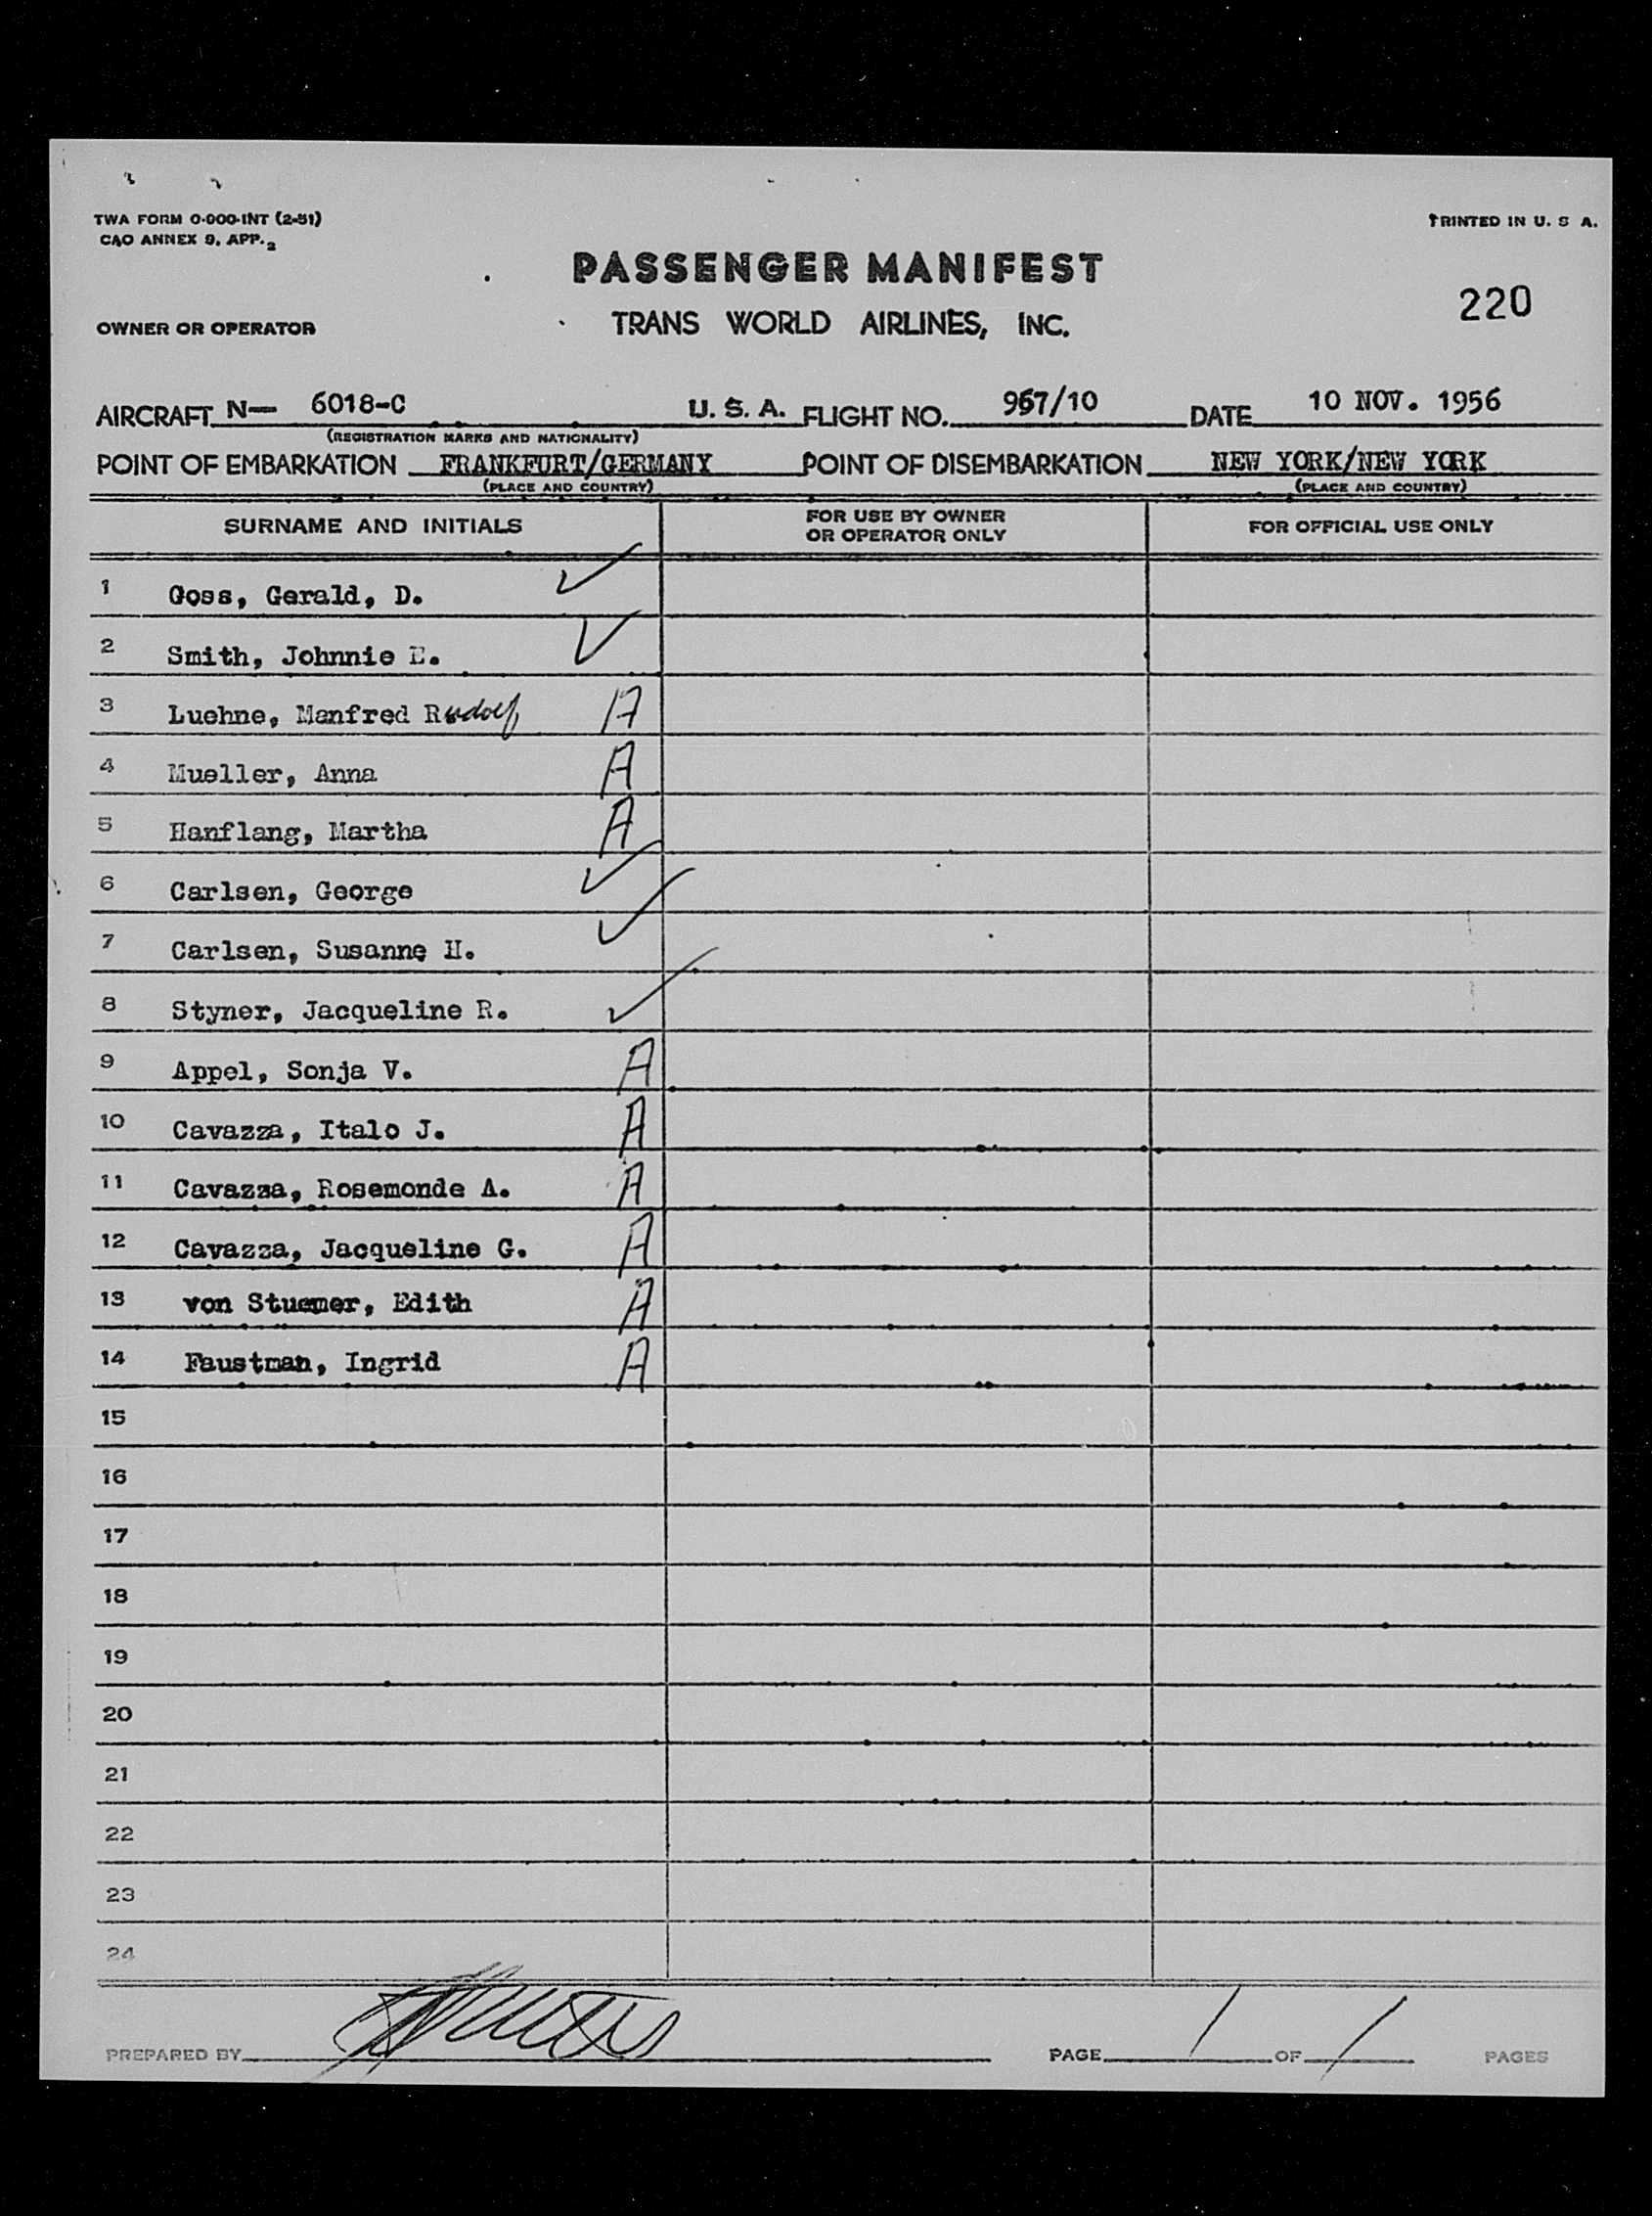 TWA FORM O-000-INT (2-51)
CAO ANNEX 9, APP. 2
PRINTED IN U. S A.
PASSENGER MANIFEST
220
OWNER OR OPERATOR TRANS WORLD AIRLINES, INC.
AIRCRAFT N— 6018-C U. S. A. FLIGHT NO. 967/10 DATE 10 NOV. 1956
(REGISTRATION MARKS AND NATIONALITY)
POINT OF EMBARKATION FRANKFURT/GERMANY POINT OF DISEMBARKATION NEW YORK/NEW YORK
(PLACE AND COUNTRY) (PLACE AND COUNTRY)
SURNAME AND INITIALS FOR USE BY OWNER OR OPERATOR ONLY FOR OFFICIAL USE ONLY
1 Goss, Gerald, D. ✓
2 Smith, Johnnie E. ✓
3 Luehne, Manfred Rudolf A
4 Mueller, Anna A
5 Hanflang, Martha A
6 Carlsen, George ✓
7 Carlsen, Susanne H. ✓
8 Styner, Jacqueline R. ✓
9 Appel, Sonja V. A
10 Cavazza, Italo J. A
11 Cavazza, Rosemonde A. A
12 Cavazza, Jacqueline G. A
13 von Stuemer, Edith A
14 Faustman, Ingrid A
15
16
17
18
19
20
21
22
23
24
PREPARED BY PAGE 1 OF 1 PAGES